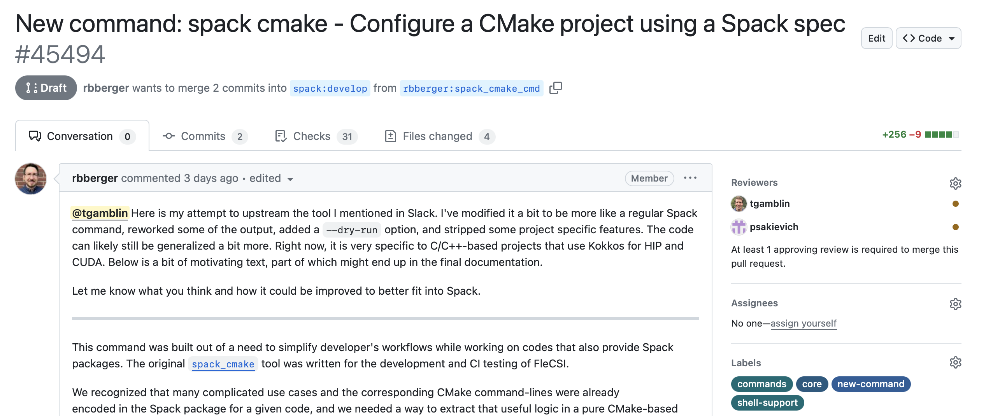 New command: spack cmake - Configure a CMake project using a Spack spec
#45494
Edit
Code
Draft
rbberger wants to merge 2 commits into spack:develop from rbberger:spack_cmake_cmd
Conversation 0
Commits 2
Checks 31
Files changed 4
+256 −9
rbberger commented 3 days ago • edited
Member
@tgamblin Here is my attempt to upstream the tool I mentioned in Slack. I've modified it a bit to be more like a regular Spack
command, reworked some of the output, added a --dry-run option, and stripped some project specific features. The code
can likely still be generalized a bit more. Right now, it is very specific to C/C++-based projects that use Kokkos for HIP and
CUDA. Below is a bit of motivating text, part of which might end up in the final documentation.
Let me know what you think and how it could be improved to better fit into Spack.
This command was built out of a need to simplify developer's workflows while working on codes that also provide Spack
packages. The original spack_cmake tool was written for the development and CI testing of FleCSI.
We recognized that many complicated use cases and the corresponding CMake command-lines were already
encoded in the Spack package for a given code, and we needed a way to extract that useful logic in a pure CMake-based
Reviewers
tgamblin
psakievich
At least 1 approving review is required to merge this
pull request.
Assignees
No one—assign yourself
Labels
commands
core
new-command
shell-support